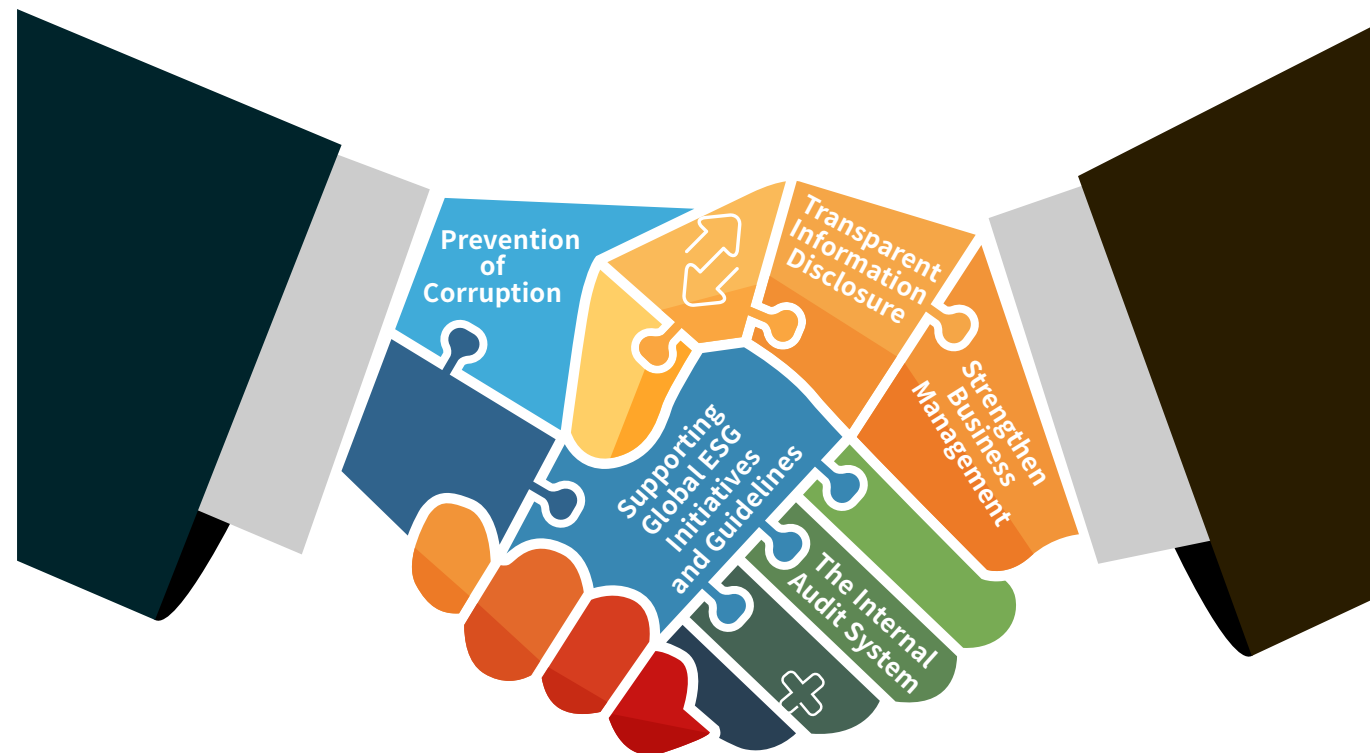 Prevention
of
Corruption
Transparent
Information
Disclosure
Strengthen
Business
Management
Supporting
Global ESG
Initiatives
and Guidelines
The Internal
Audit System